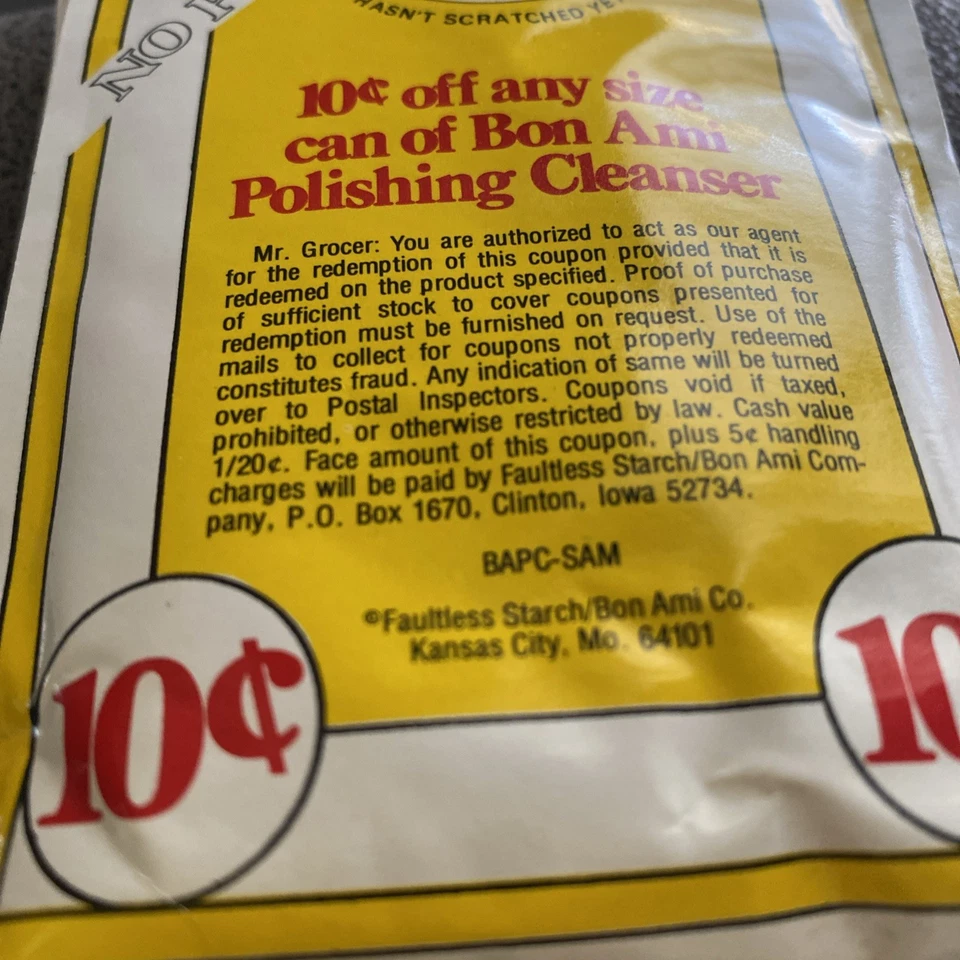 NO
HASN'T SCRATCHED YET
10¢ off any size
can of Bon Ami
Polishing Cleanser
Mr. Grocer: You are authorized to act as our agent
for the redemption of this coupon provided that it is
redeemed on the product specified. Proof of purchase
of sufficient stock to cover coupons presented for
redemption must be furnished on request. Use of the
mails to collect for coupons not properly redeemed
constitutes fraud. Any indication of same will be turned
over to Postal Inspectors. Coupons void if taxed,
prohibited, or otherwise restricted by law. Cash value
1/20¢. Face amount of this coupon, plus 5¢ handling
charges will be paid by Faultless Starch/Bon Ami Com-
pany, P.O. Box 1670, Clinton, Iowa 52734.
BAPC-SAM
©Faultless Starch/Bon Ami Co.
Kansas City, Mo. 64101
10¢
10